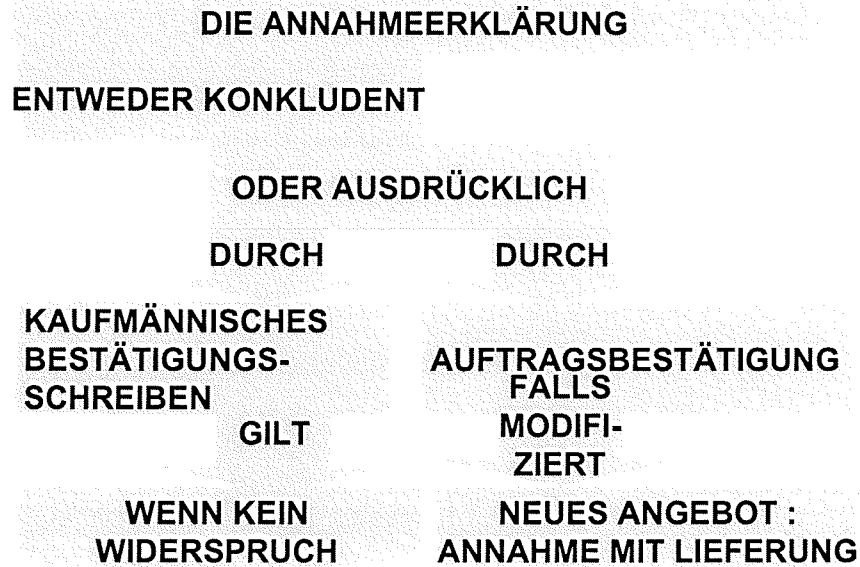 DIE ANNAHMEERKLÄRUNG
ENTWEDER KONKLUDENT
ODER AUSDRÜCKLICH
DURCH DURCH
KAUFMÄNNISCHES
BESTÄTIGUNGS-
SCHREIBEN
GILT
WENN KEIN
WIDERSPRUCH
AUFTRAGSBESTÄTIGUNG
FALLS
MODIFI-
ZIERT
NEUES ANGEBOT :
ANNAHME MIT LIEFERUNG